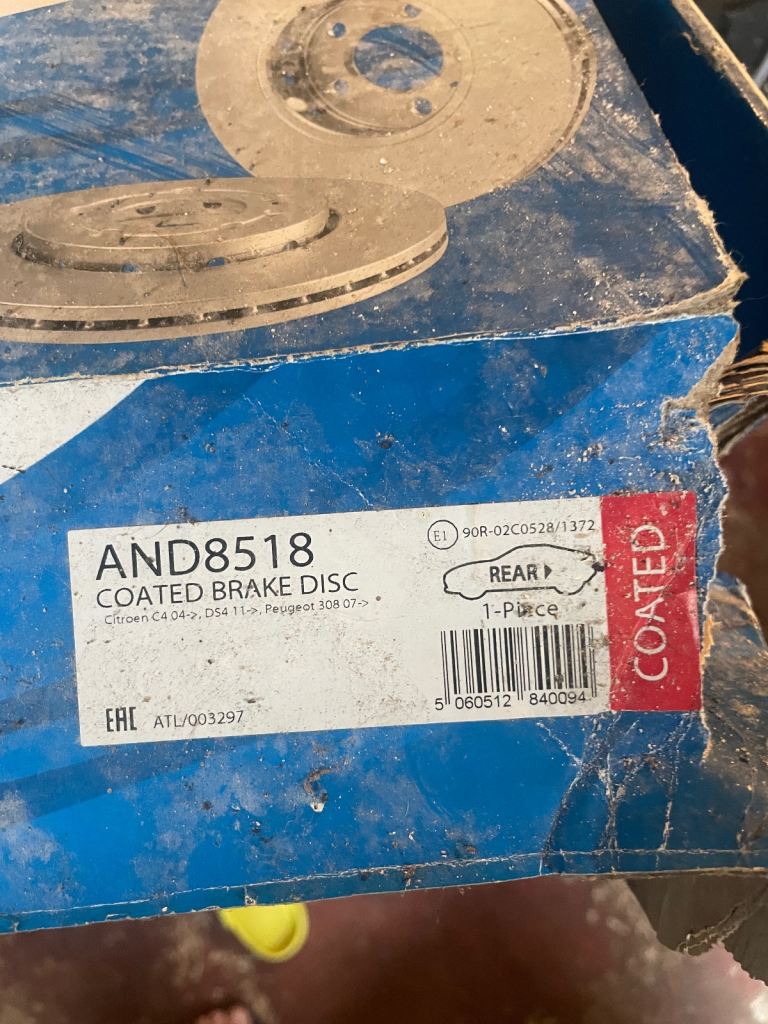 AND8518
COATED BRAKE DISC
Citroen C4 04->, DS4 11->, Peugeot 308 07->
E1 90R-02C0528/1372
REAR
1-Piece
5 060512 840094
EAC ATL/003297
COATED